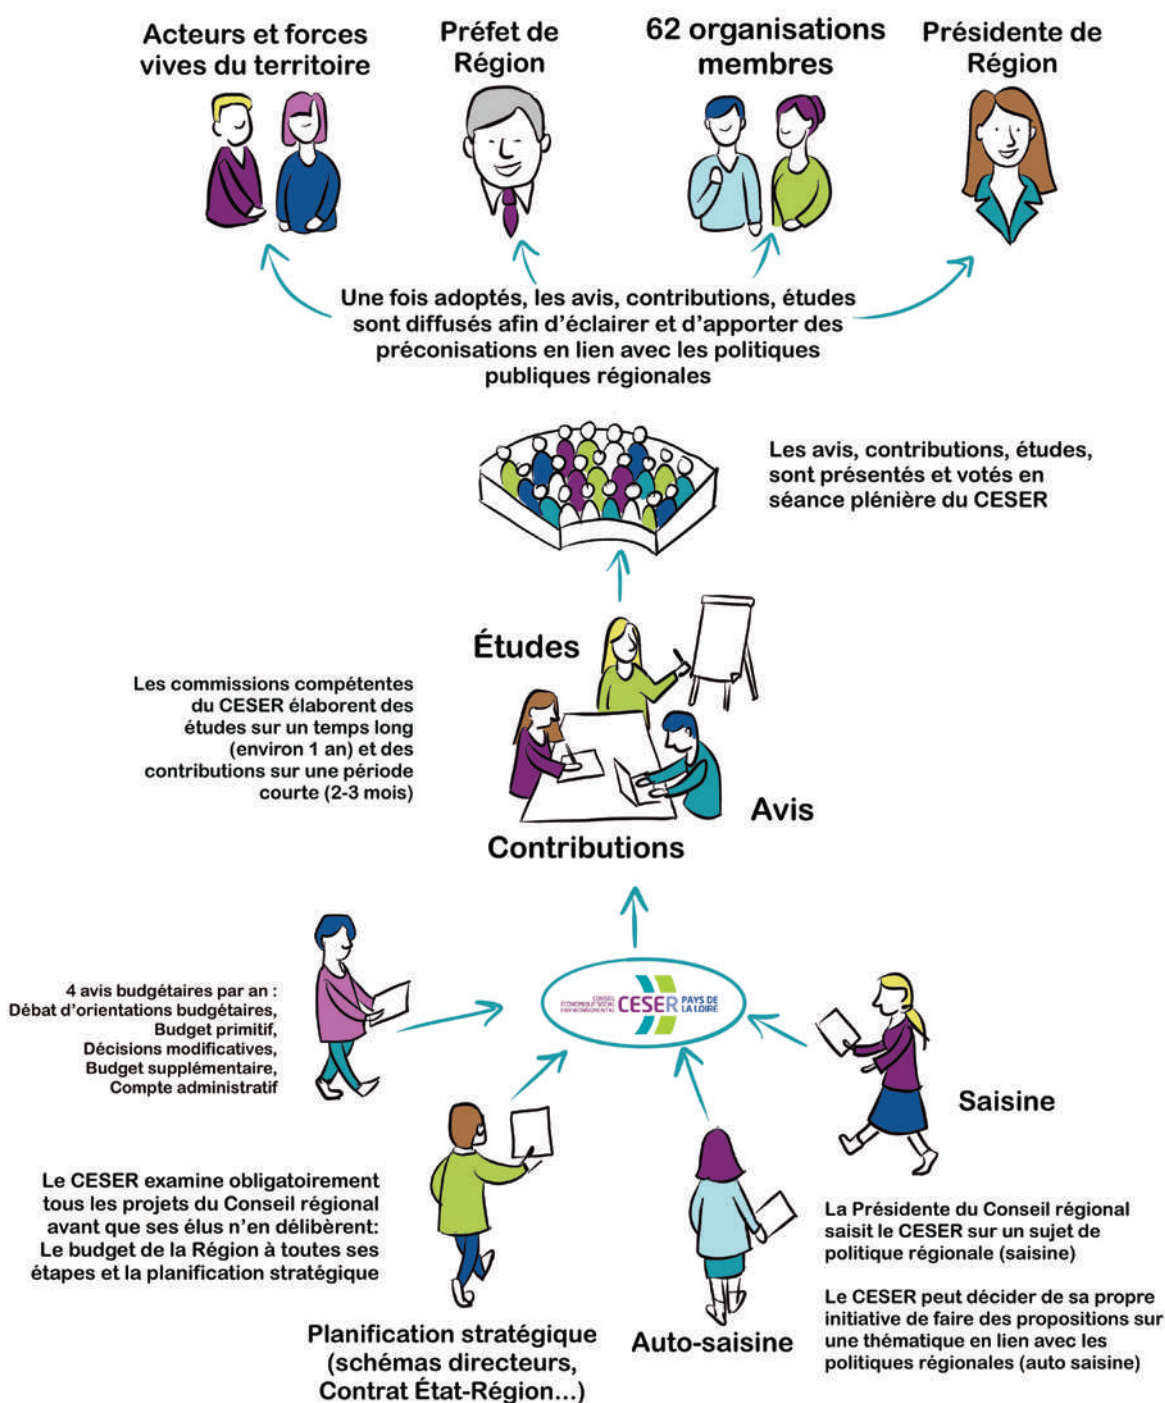 Acteurs et forces
vives du territoire
Préfet de
Région
62 organisations
membres
Présidente de
Région
Une fois adoptés, les avis, contributions, études
sont diffusés afin d'éclairer et d'apporter des
préconisations en lien avec les politiques
publiques régionales
Les avis, contributions, études,
sont présentés et votés en
séance plénière du CESER
Études
Les commissions compétentes
du CESER élaborent des
études sur un temps long
(environ 1 an) et des
contributions sur une période
courte (2-3 mois)
Avis
Contributions
4 avis budgétaires par an :
Débat d'orientations budgétaires,
Budget primitif,
Décisions modificatives,
Budget supplémentaire,
Compte administratif
CONSEIL
ÉCONOMIQUE SOCIAL
ENVIRONNEMENTAL
CESER
PAYS DE
LA LOIRE
Saisine
Le CESER examine obligatoirement
tous les projets du Conseil régional
avant que ses élus n'en délibèrent:
Le budget de la Région à toutes ses
étapes et la planification stratégique
Planification stratégique
(schémas directeurs,
Contrat État-Région...)
Auto-saisine
La Présidente du Conseil régional
saisit le CESER sur un sujet de
politique régionale (saisine)
Le CESER peut décider de sa propre
initiative de faire des propositions sur
une thématique en lien avec les
politiques régionales (auto saisine)